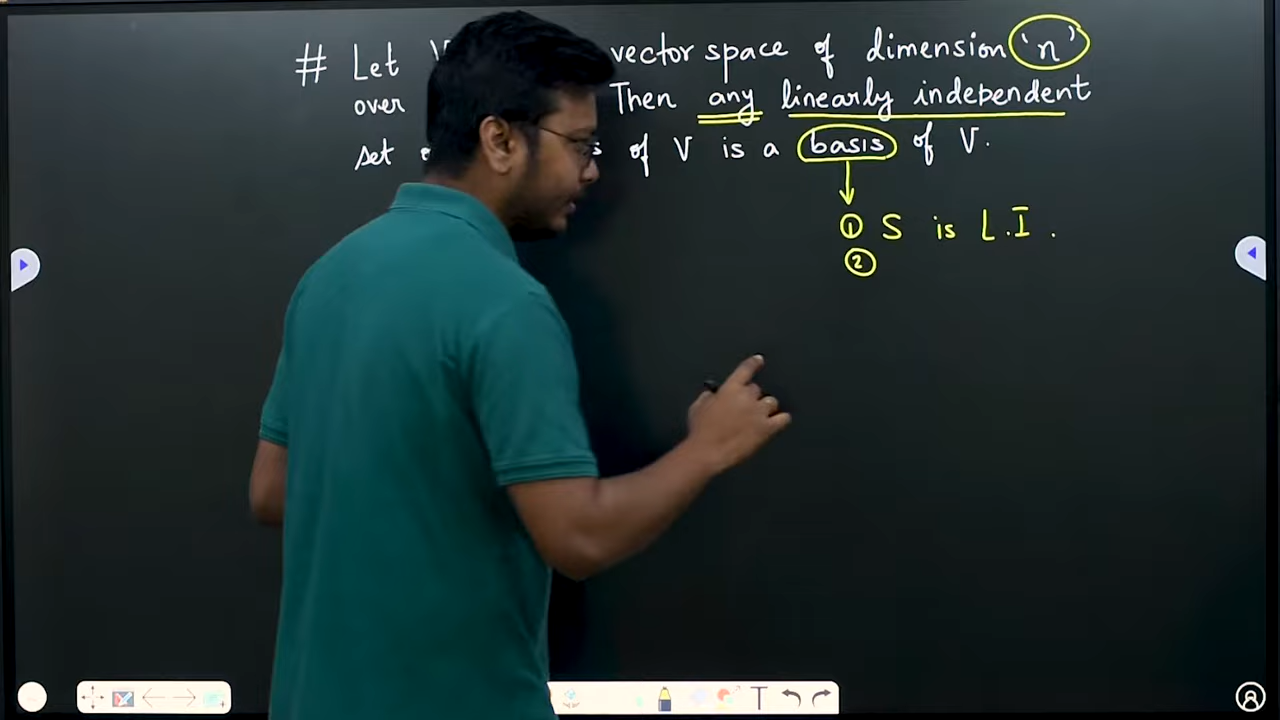 # Let V vector space of dimension 'n'
over Then any linearly independent
set of V is a basis of V.
① S is L.I.
②
T